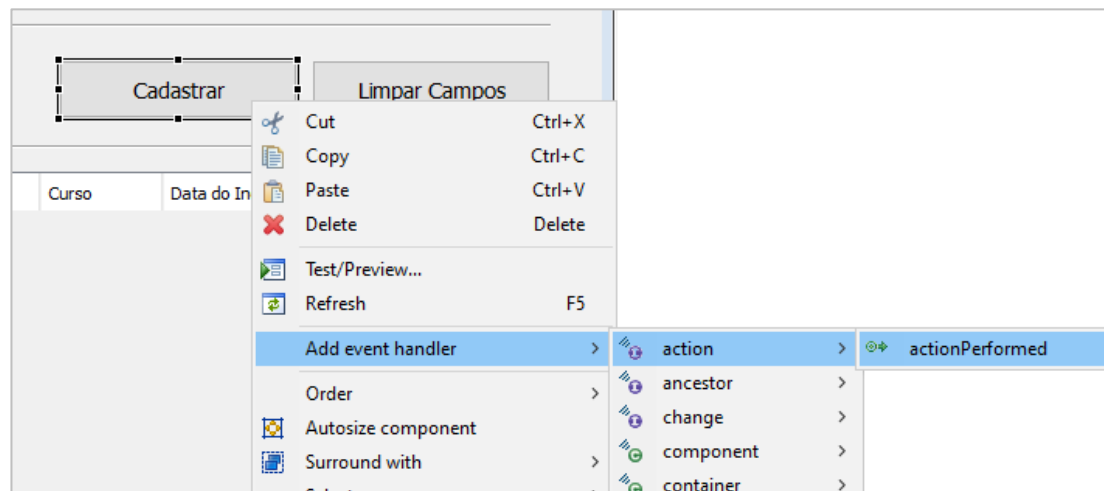 Cadastrar
Limpar Campos
Curso
Data do In
Cut Ctrl+X
Copy Ctrl+C
Paste Ctrl+V
Delete Delete
Test/Preview...
Refresh F5
Add event handler
action
actionPerformed
ancestor
Order
change
Autosize component
component
Surround with
container